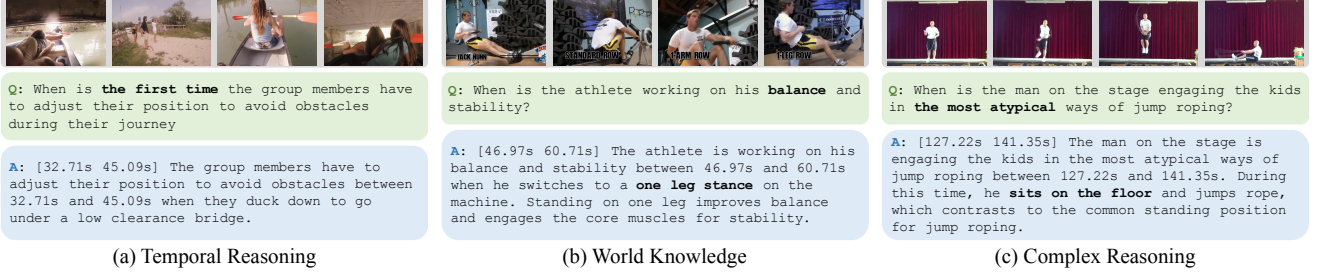 JACK KNIFE
STANDARD ROW
1-ARM ROW
1-LEG ROW
Q: When is the first time the group members have
to adjust their position to avoid obstacles
during their journey
A: [32.71s 45.09s] The group members have to
adjust their position to avoid obstacles between
32.71s and 45.09s when they duck down to go
under a low clearance bridge.
(a) Temporal Reasoning
Q: When is the athlete working on his balance and
stability?
A: [46.97s 60.71s] The athlete is working on his
balance and stability between 46.97s and 60.71s
when he switches to a one leg stance on the
machine. Standing on one leg improves balance
and engages the core muscles for stability.
(b) World Knowledge
Q: When is the man on the stage engaging the kids
in the most atypical ways of jump roping?
A: [127.22s 141.35s] The man on the stage is
engaging the kids in the most atypical ways of
jump roping between 127.22s and 141.35s. During
this time, he sits on the floor and jumps rope,
which contrasts to the common standing position
for jump roping.
(c) Complex Reasoning